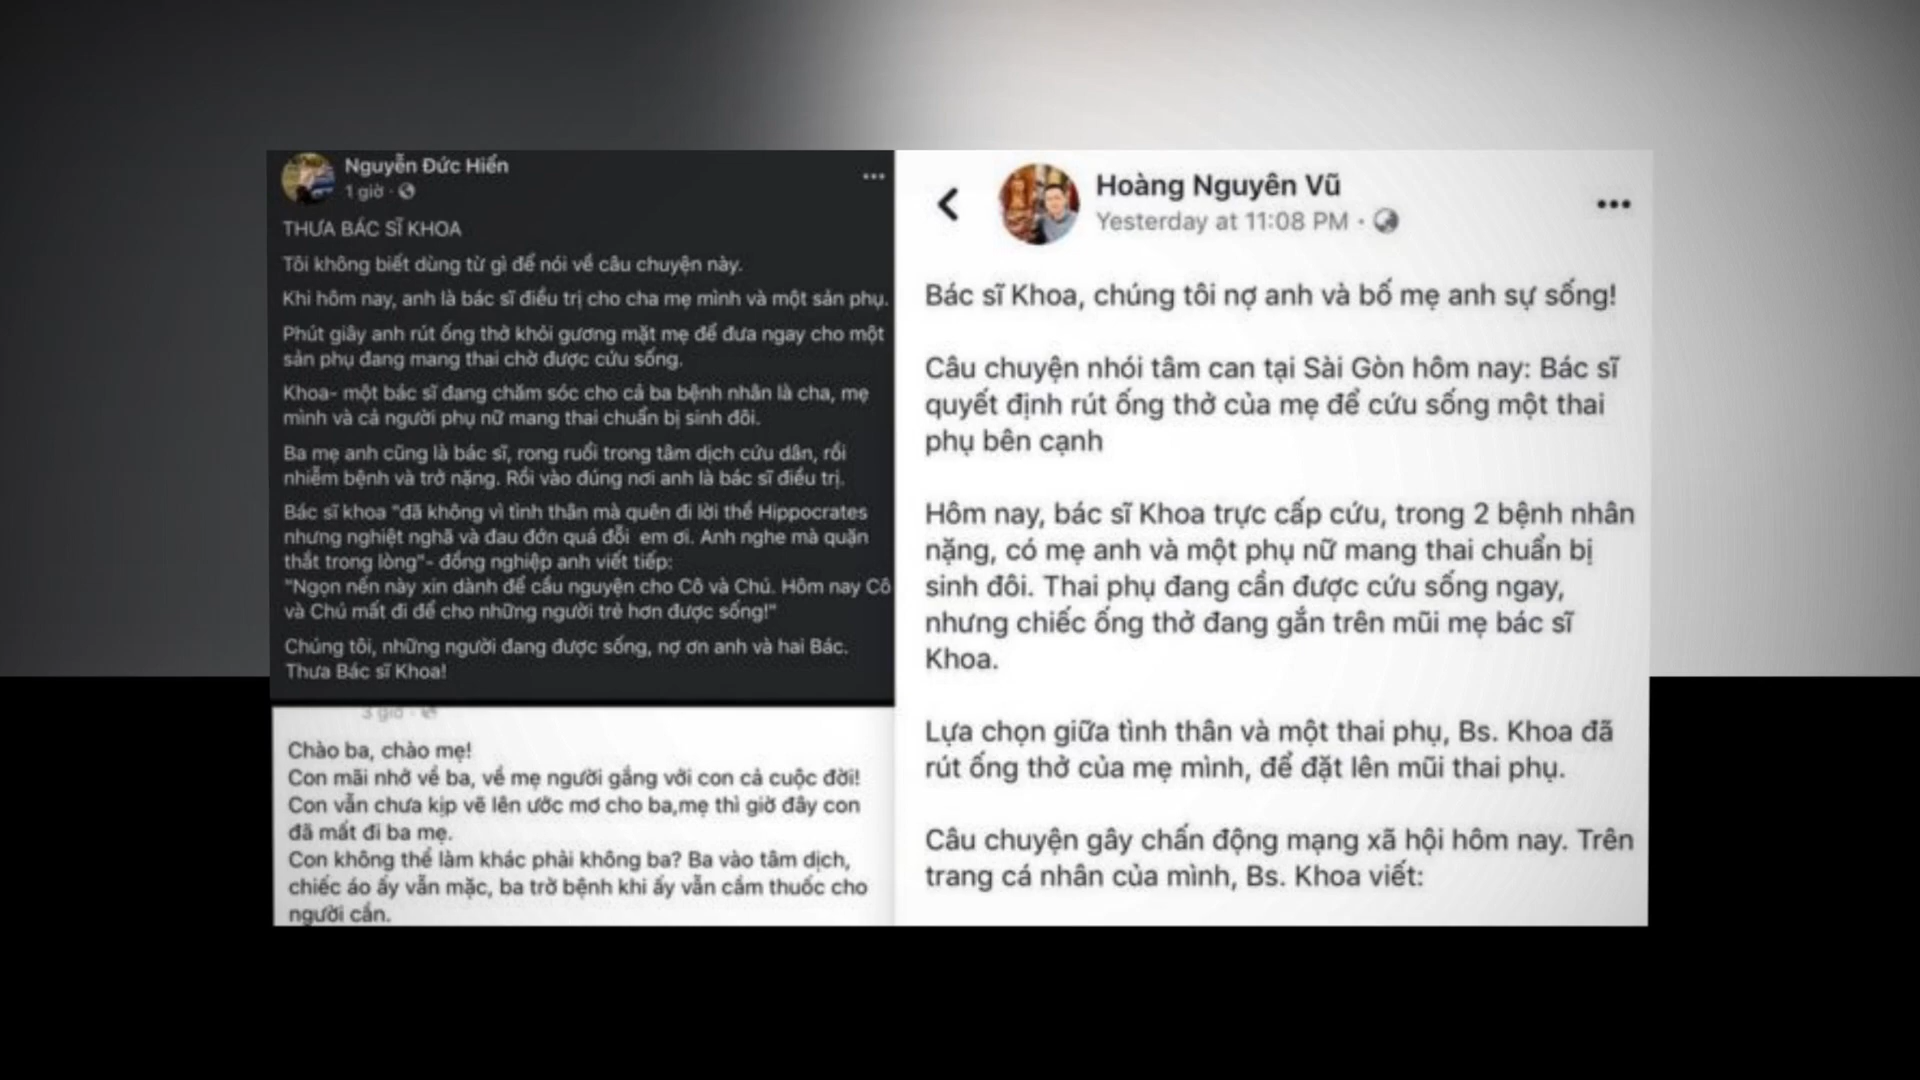 Nguyễn Đức Hiển
1 giờ ·
THƯA BÁC SĨ KHOA
Tôi không biết dùng từ gì để nói về câu chuyện này.
Khi hôm nay, anh là bác sĩ điều trị cho cha mẹ mình và một sản phụ.
Phút giây anh rút ống thở khỏi gương mặt mẹ để đưa ngay cho một
sản phụ đang mang thai chờ được cứu sống.
Khoa- một bác sĩ đang chăm sóc cho cả ba bệnh nhân là cha, mẹ
mình và cả người phụ nữ mang thai chuẩn bị sinh đôi.
Ba mẹ anh cũng là bác sĩ, rong ruổi trong tâm dịch cứu dân, rồi
nhiễm bệnh và trở nặng. Rồi vào đúng nơi anh là bác sĩ điều trị.
Bác sĩ khoa "đã không vì tình thân mà quên đi lời thề Hippocrates
nhưng nghiệt nghã và đau đớn quá đỗi em ơi. Anh nghe mà quặn
thắt trong lòng"- đồng nghiệp anh viết tiếp:
"Ngọn nến này xin dành để cầu nguyện cho Cô và Chú. Hôm nay Cô
và Chú mất đi để cho những người trẻ hơn được sống!"
Chúng tôi, những người đang được sống, nợ ơn anh và hai Bác.
Thưa Bác sĩ Khoa!
3 giờ ·
Chào ba, chào mẹ!
Con mãi nhớ về ba, về mẹ người gắng với con cả cuộc đời!
Con vẫn chưa kịp vẽ lên ước mơ cho ba,mẹ thì giờ đây con
đã mất đi ba mẹ.
Con không thể làm khác phải không ba? Ba vào tâm dịch,
chiếc áo ấy vẫn mặc, ba trở bệnh khi ấy vẫn cầm thuốc cho
người cần.
Hoàng Nguyên Vũ
Yesterday at 11:08 PM ·
Bác sĩ Khoa, chúng tôi nợ anh và bố mẹ anh sự sống!
Câu chuyện nhói tâm can tại Sài Gòn hôm nay: Bác sĩ
quyết định rút ống thở của mẹ để cứu sống một thai
phụ bên cạnh
Hôm nay, bác sĩ Khoa trực cấp cứu, trong 2 bệnh nhân
nặng, có mẹ anh và một phụ nữ mang thai chuẩn bị
sinh đôi. Thai phụ đang cần được cứu sống ngay,
nhưng chiếc ống thở đang gắn trên mũi mẹ bác sĩ
Khoa.
Lựa chọn giữa tình thân và một thai phụ, Bs. Khoa đã
rút ống thở của mẹ mình, để đặt lên mũi thai phụ.
Câu chuyện gây chấn động mạng xã hội hôm nay. Trên
trang cá nhân của mình, Bs. Khoa viết: